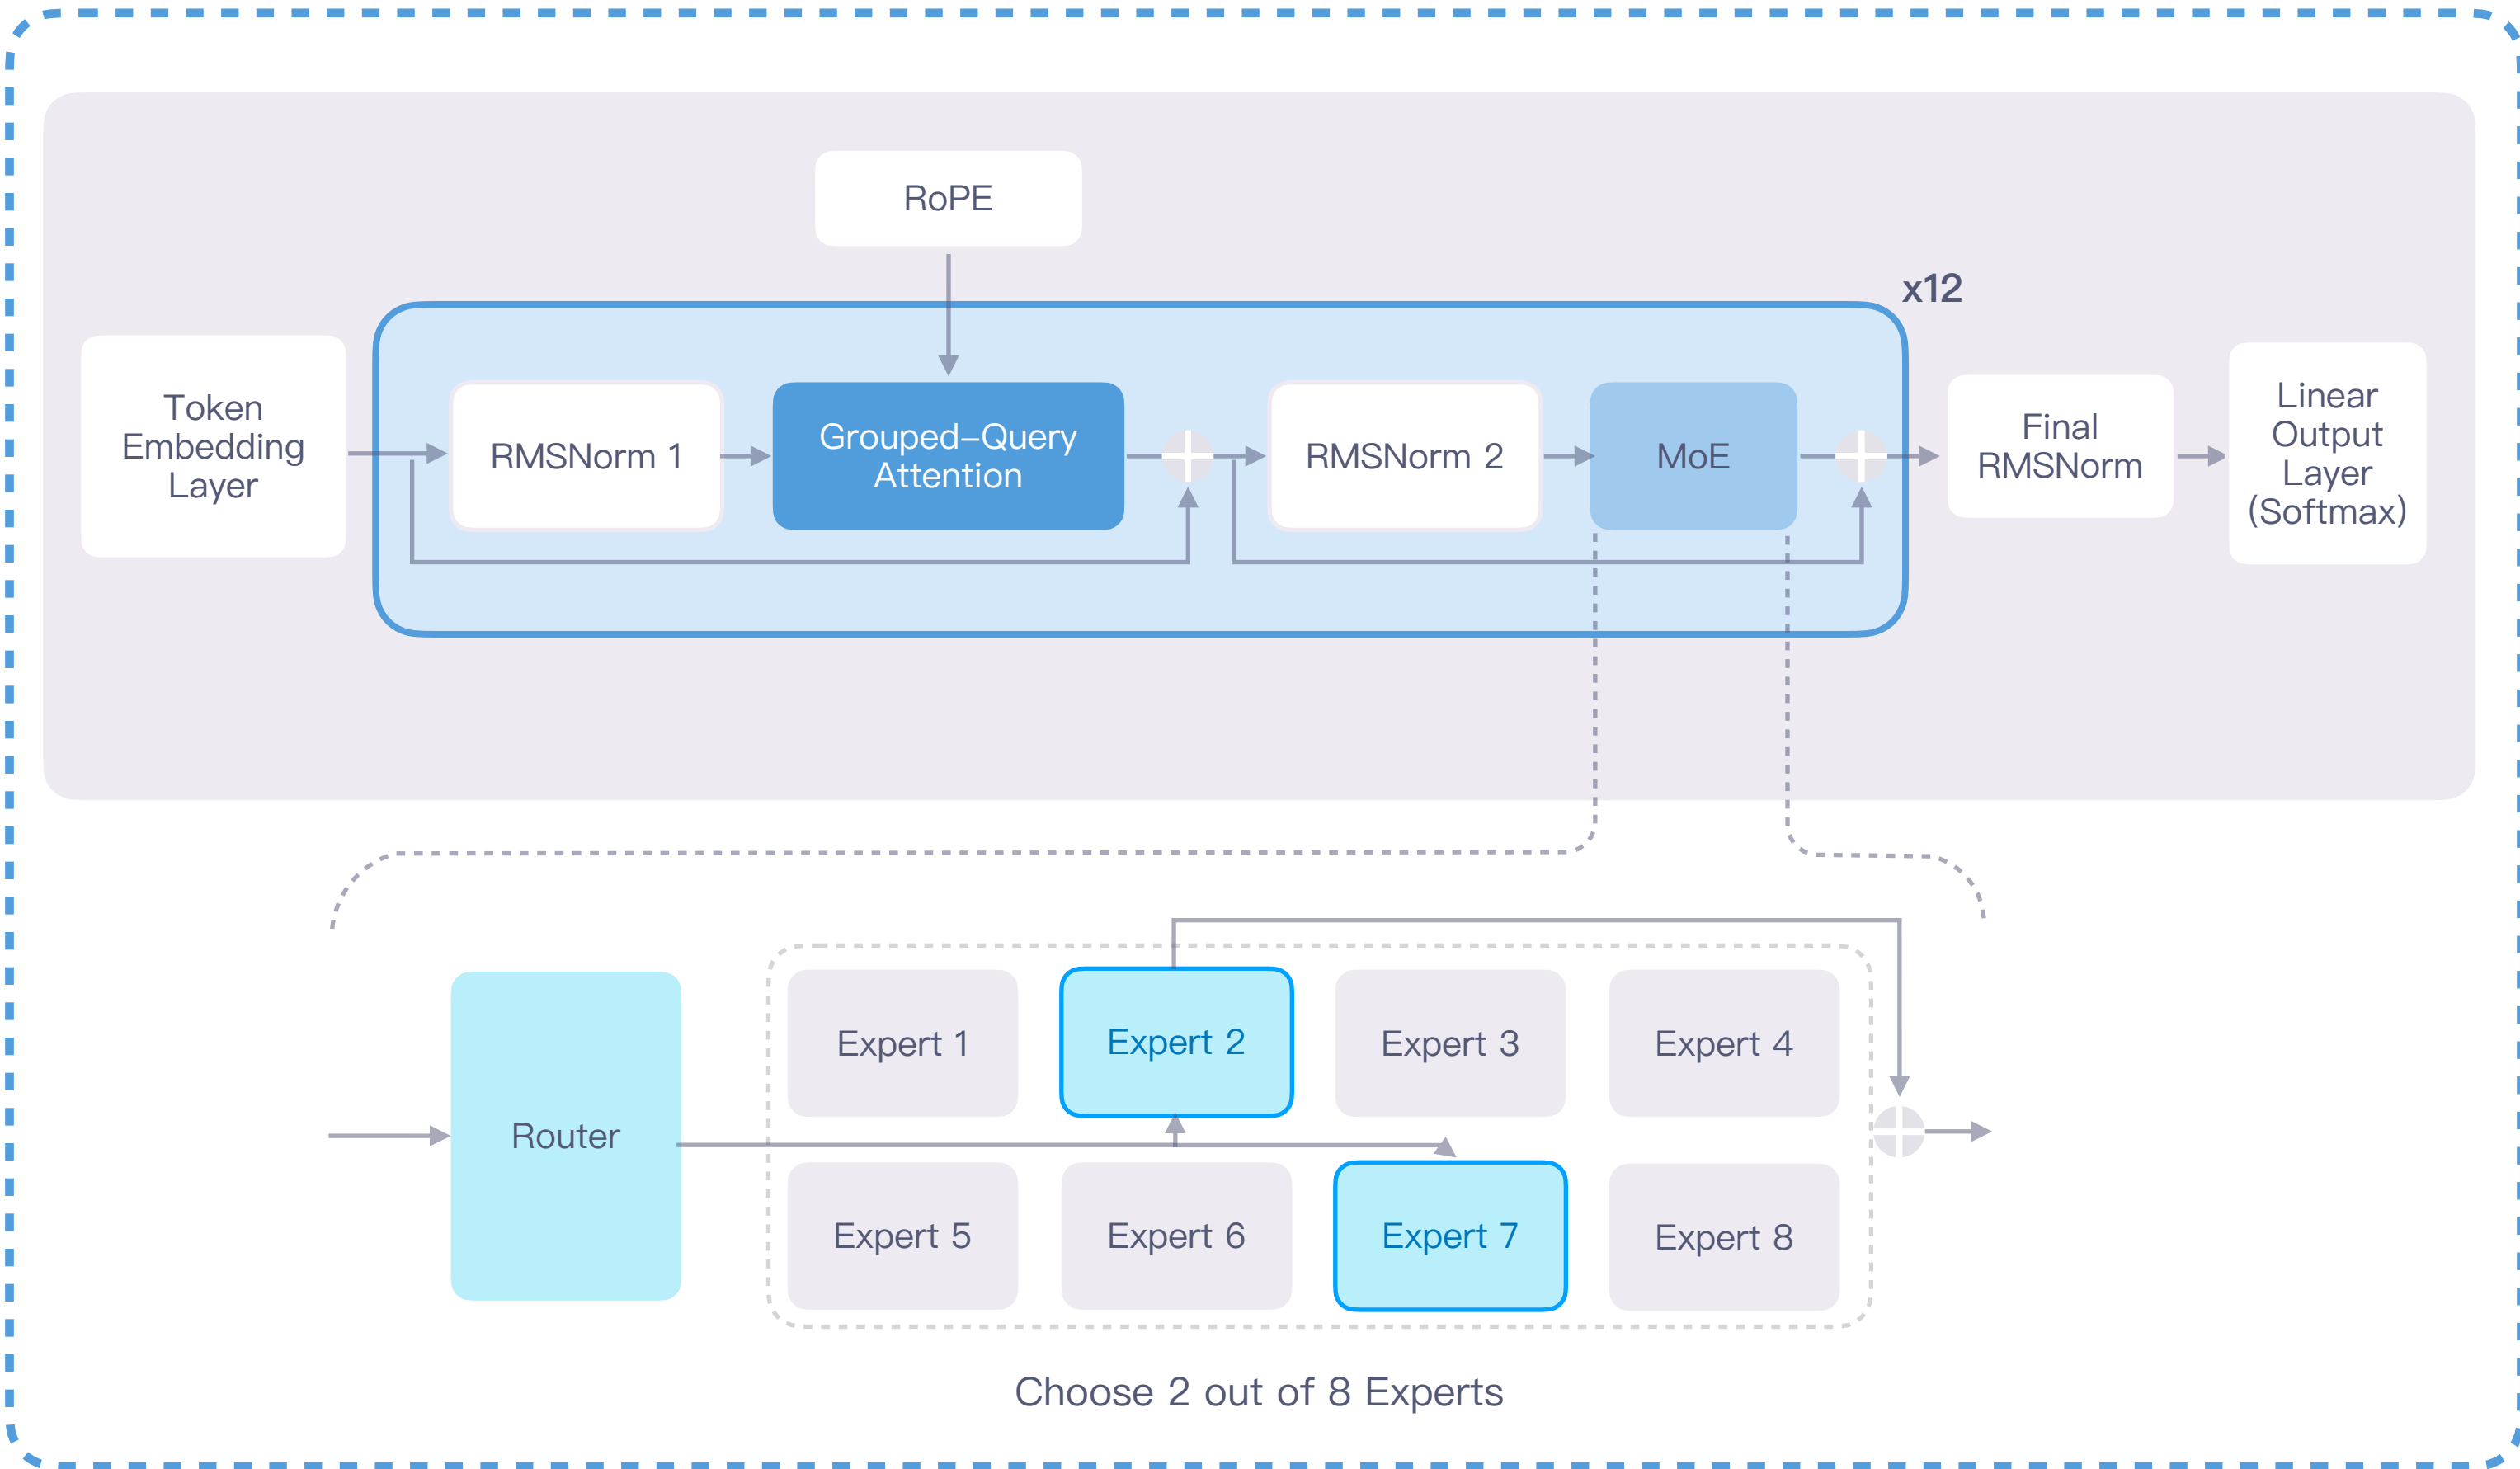 RoPE
x12
Token
Embedding
Layer
RMSNorm 1
Grouped-Query
Attention
RMSNorm 2
MoE
Final
RMSNorm
Linear
Output
Layer
(Softmax)
Router
Expert 1
Expert 2
Expert 3
Expert 4
Expert 5
Expert 6
Expert 7
Expert 8
Choose 2 out of 8 Experts